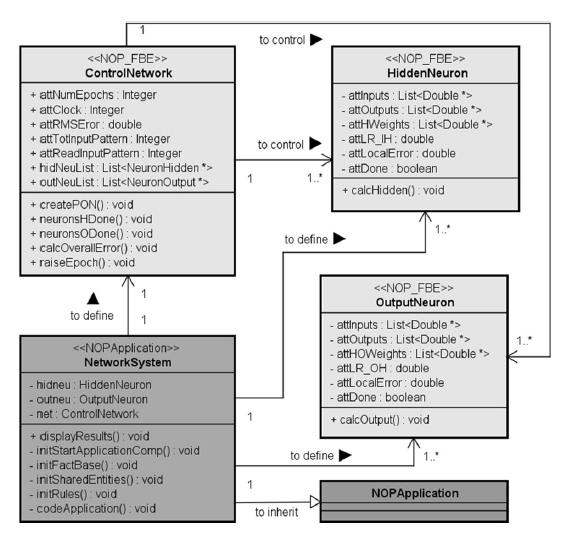 1
to control ▶
<<NOP_FBE>>
ControlNetwork
+ attNumEpochs : Integer
+ attClock : Integer
+ attRMSError : double
+ attTotInputPattern : Integer
+ attReadInputPattern : Integer
+ hidNeuList : List<NeuronHidden *>
+ outNeuList : List<NeuronOutput *>
+ createPON() : void
+ neuronsHDone() : void
+ neuronsODone() : void
+ calcOverallError() : void
+ raiseEpoch() : void
<<NOP_FBE>>
HiddenNeuron
- attInputs : List<Double *>
- attOutputs : List<Double *>
- attHWeights : List<Double *>
- attLR_IH : double
- attLocalError : double
- attDone : boolean
+ calcHidden() : void
to control ▶
1
1..*
to define ▶
1..*
▲
to define
1
1
<<NOP_FBE>>
OutputNeuron
- attInputs : List<Double *>
- attOutputs : List<Double *>
- attHOWeights : List<Double *>
- attLR_OH : double
- attLocalError : double
- attDone : boolean
+ calcOutput() : void
1..*
<<NOPApplication>>
NetworkSystem
- hidneu : HiddenNeuron
- outneu : OutputNeuron
- net : ControlNetwork
+ displayResults() : void
- initStartApplicationComp() : void
- initFactBase() : void
- initSharedEntities() : void
- initRules() : void
- codeApplication() : void
1
to define ▶
1..*
1
to inherit
NOPApplication